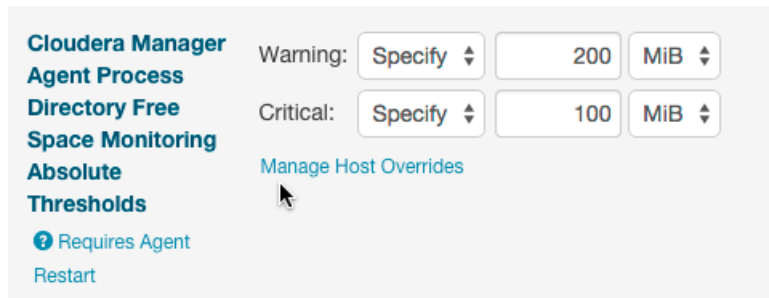 Cloudera Manager
Agent Process
Directory Free
Space Monitoring
Absolute
Thresholds
? Requires Agent
Restart
Warning: Specify 200 MiB
Critical: Specify 100 MiB
Manage Host Overrides